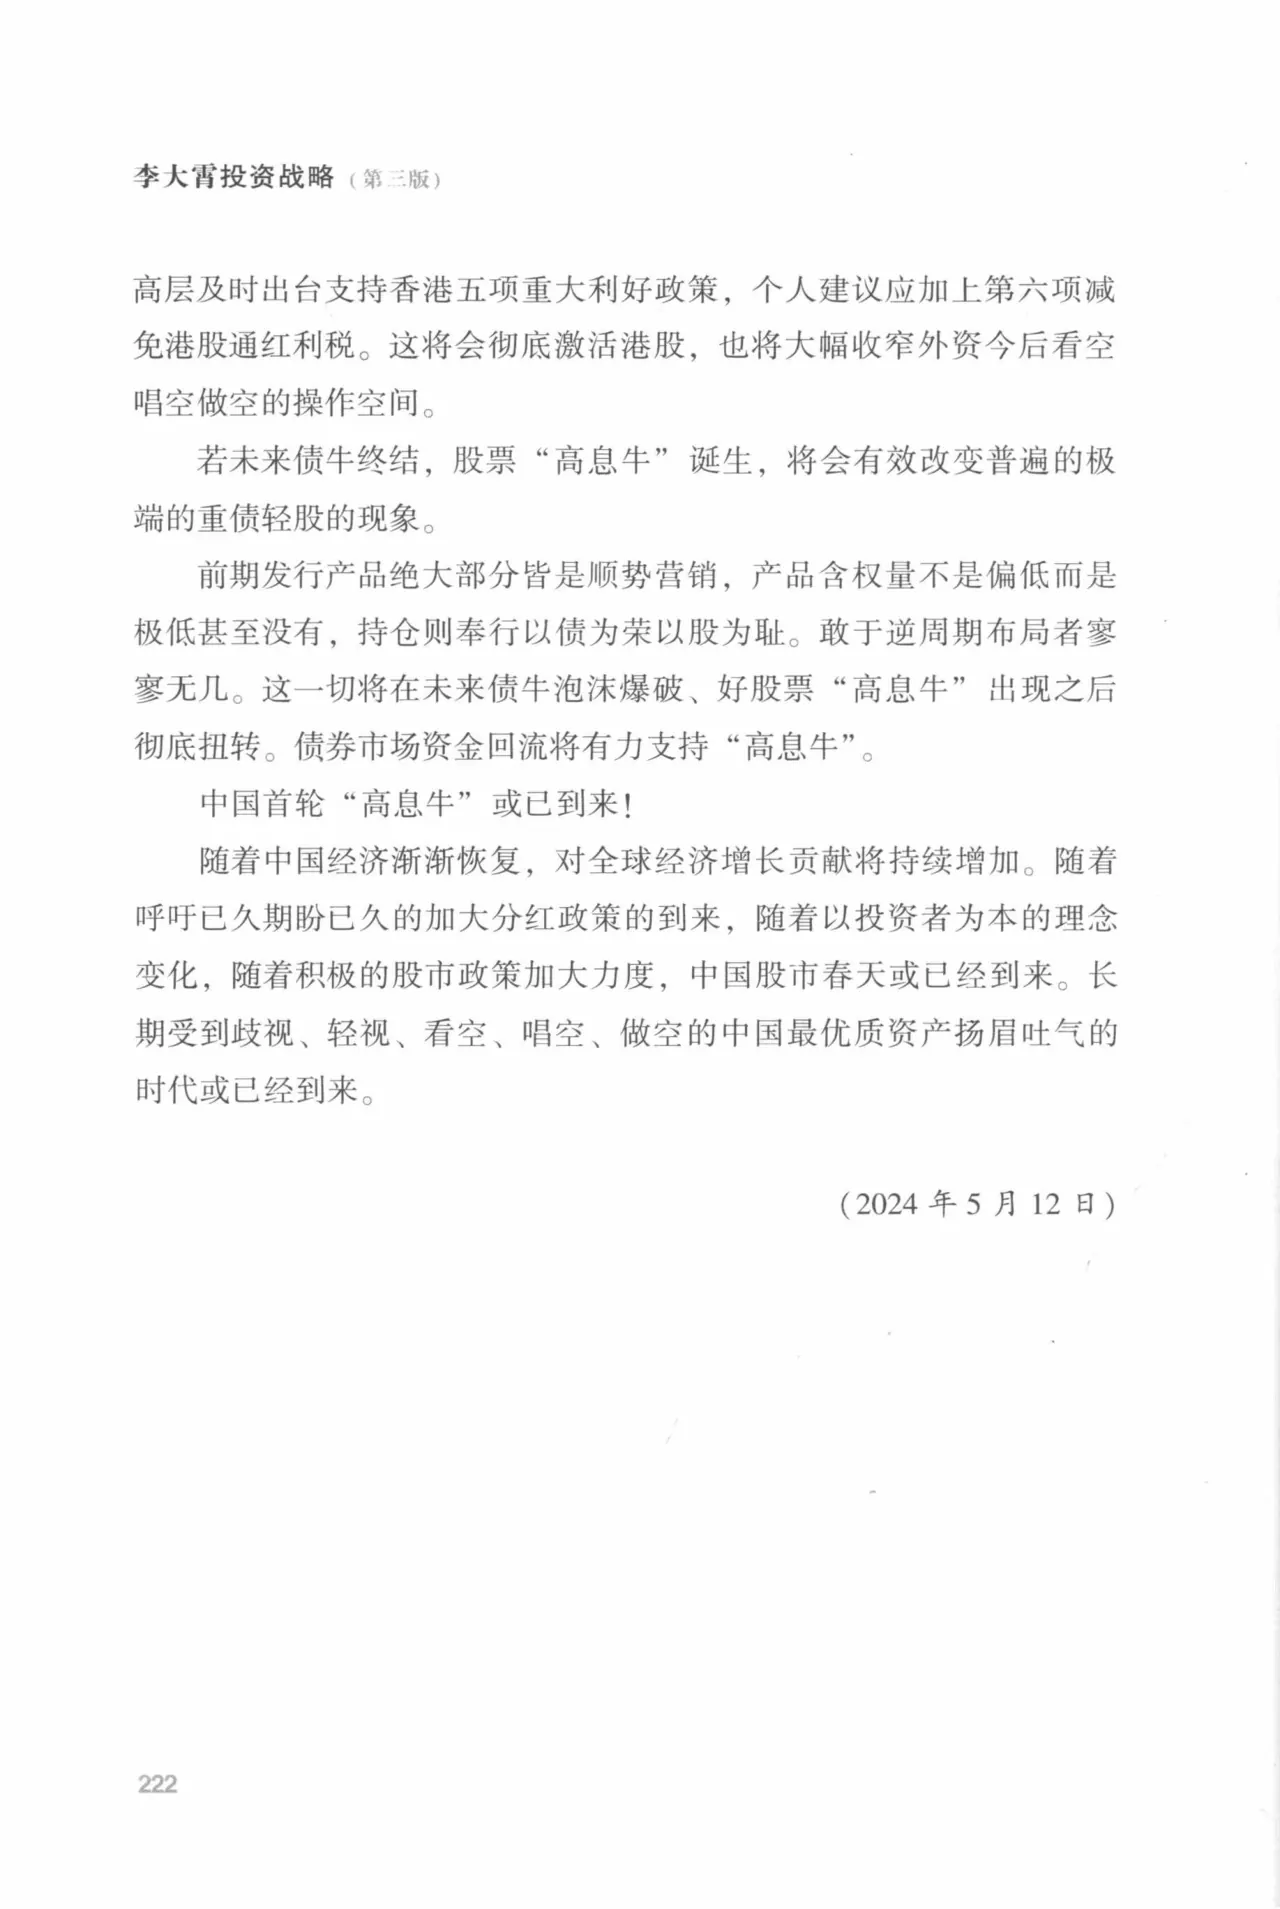 李大霄投资战略（第三版）
高层及时出台支持香港五项重大利好政策，个人建议应加上第六项减
免港股通红利税。这将会彻底激活港股，也将大幅收窄外资今后看空
唱空做空的操作空间。
若未来债牛终结，股票“高息牛”诞生，将会有效改变普遍的极
端的重债轻股的现象。
前期发行产品绝大部分皆是顺势营销，产品含权量不是偏低而是
极低甚至没有，持仓则奉行以债为荣以股为耻。敢于逆周期布局者寥
寥无几。这一切将在未来债牛泡沫爆破、好股票“高息牛”出现之后
彻底扭转。债券市场资金回流将有力支持“高息牛”。
中国首轮“高息牛”或已到来！
随着中国经济渐渐恢复，对全球经济增长贡献将持续增加。随着
呼吁已久期盼已久的加大分红政策的到来，随着以投资者为本的理念
变化，随着积极的股市政策加大力度，中国股市春天或已经到来。长
期受到歧视、轻视、看空、唱空、做空的中国最优质资产扬眉吐气的
时代或已经到来。
（2024年5月12日）
222